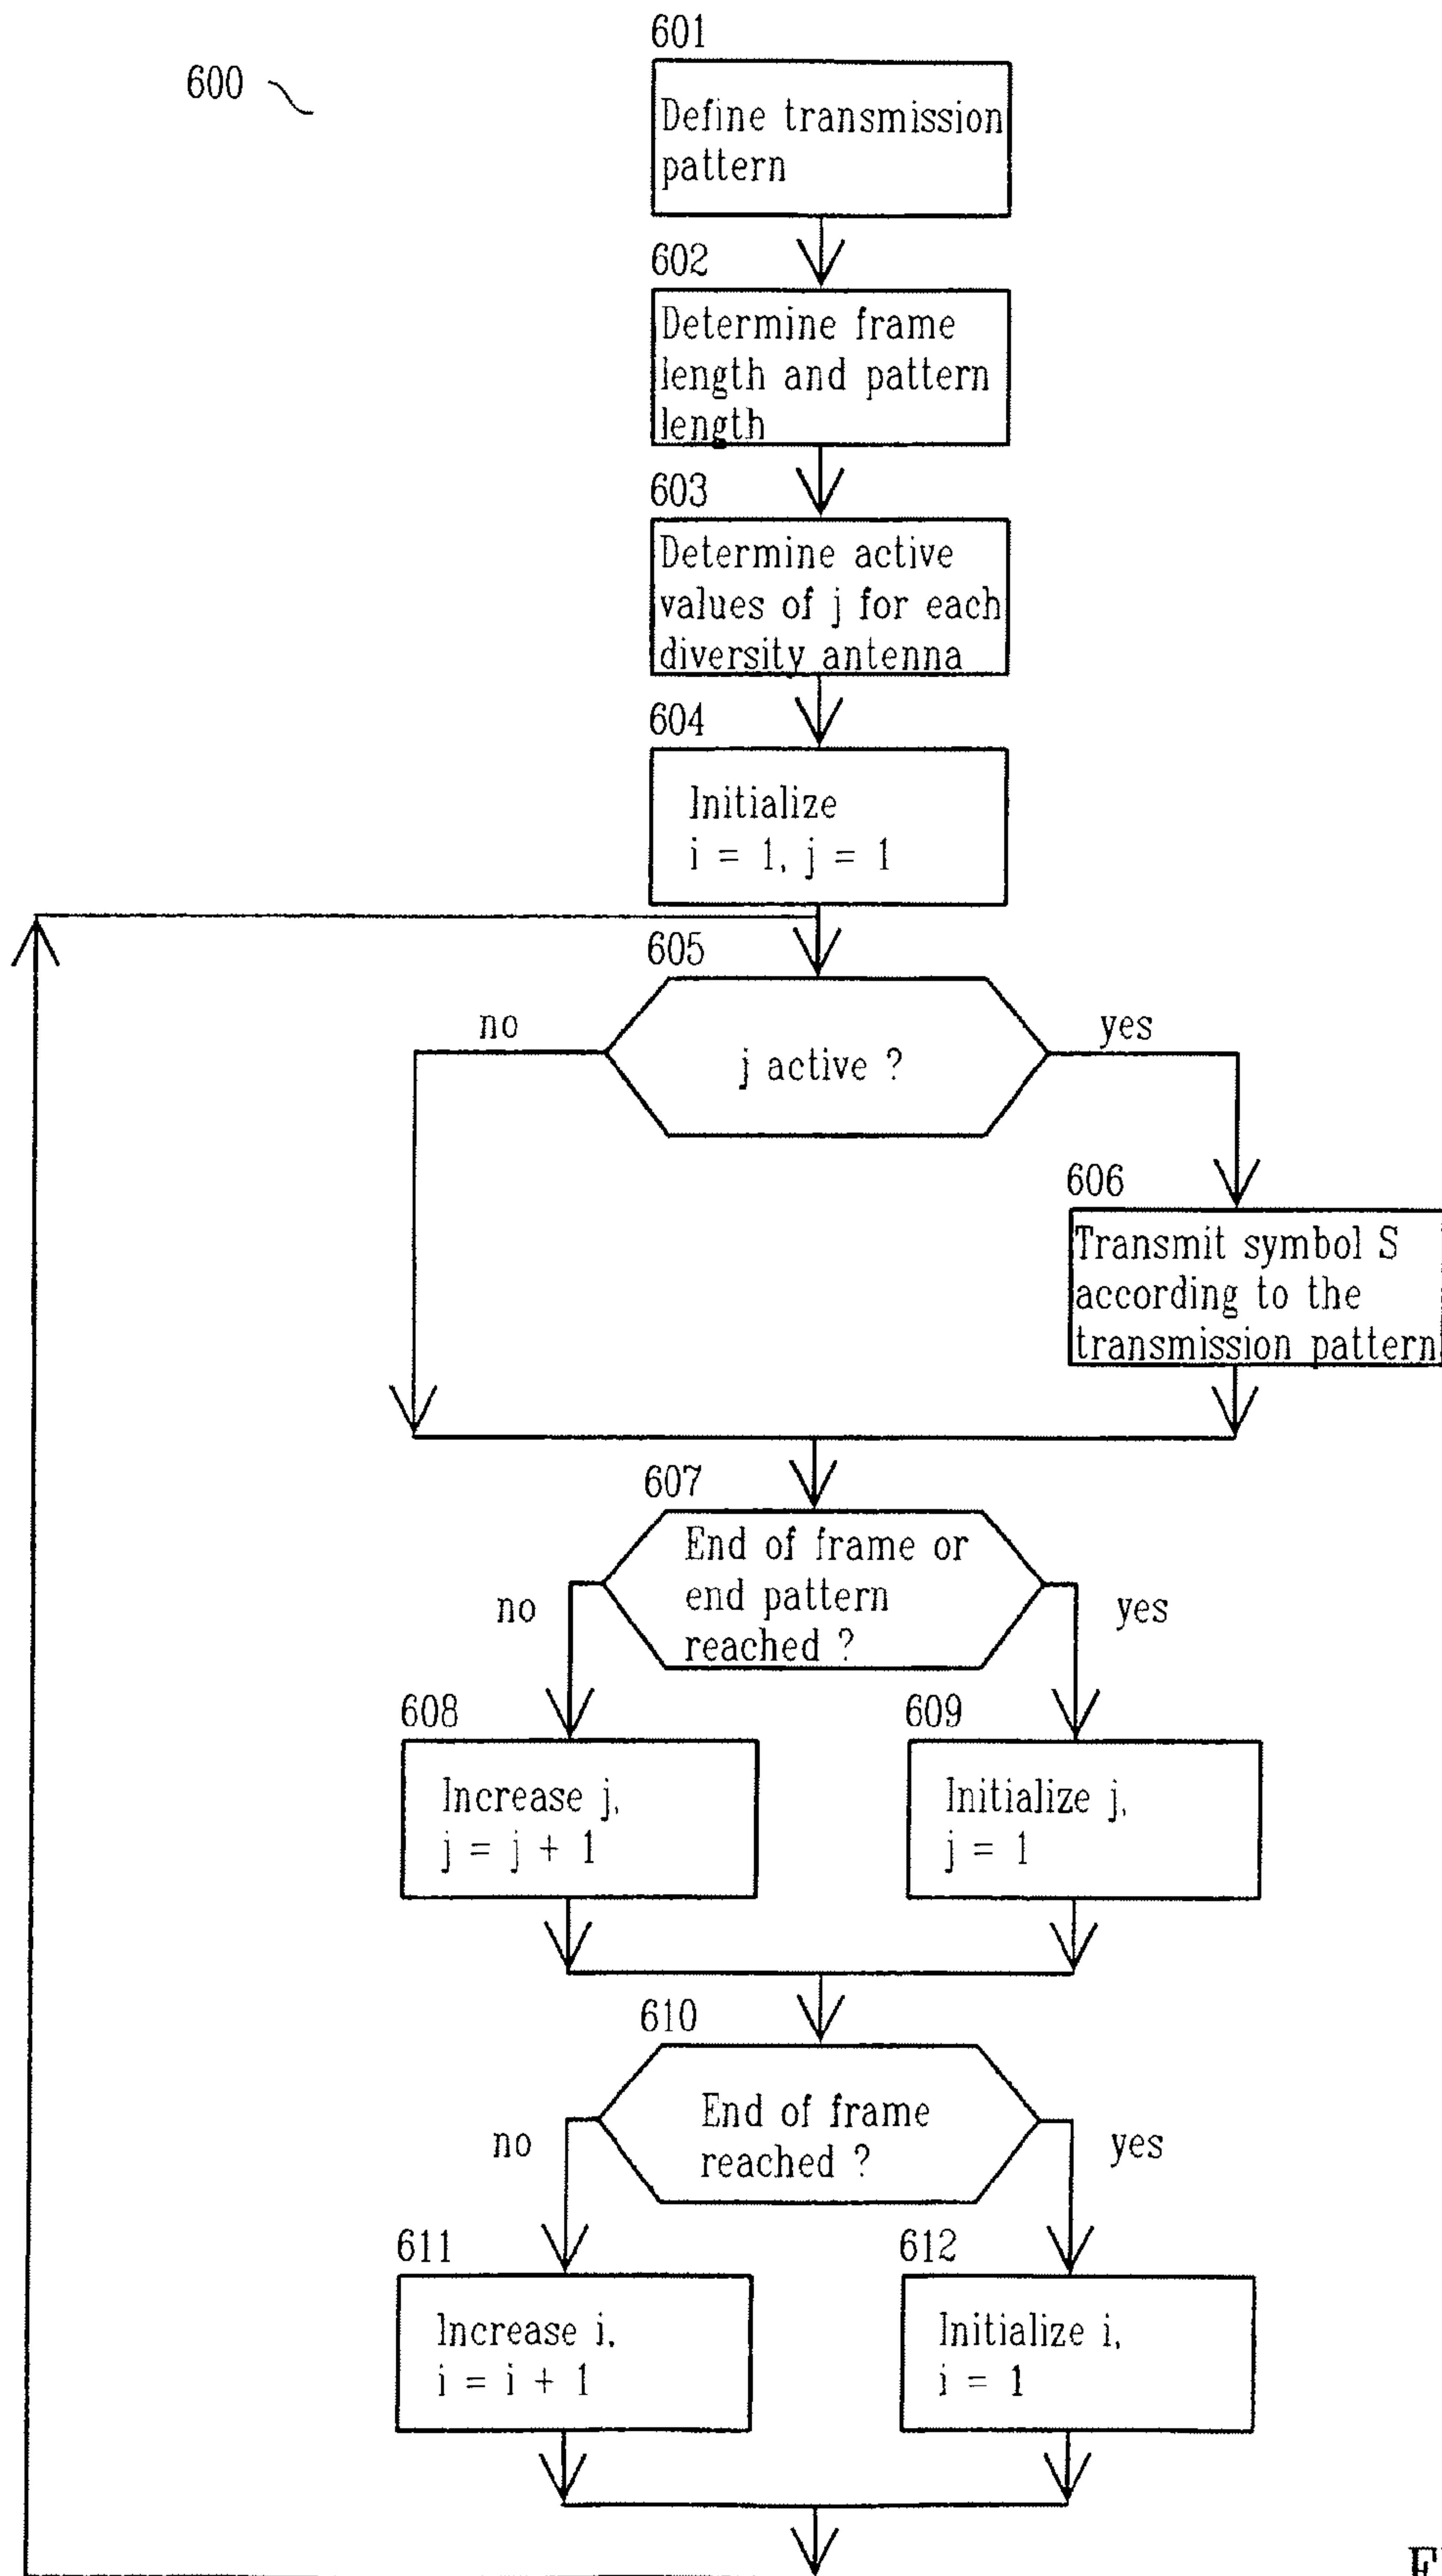 600
601
Define transmission
pattern
602
Determine frame
length and pattern
length
603
Determine active
values of j for each
diversity antenna
604
Initialize
i = 1, j = 1
605
no
yes
j active ?
606
Transmit symbol S
according to the
transmission pattern
607
End of frame or
end pattern
reached ?
no
yes
608
Increase j,
j = j + 1
609
Initialize j,
j = 1
610
End of frame
reached ?
no
yes
611
Increase i,
i = i + 1
612
Initialize i,
i = 1